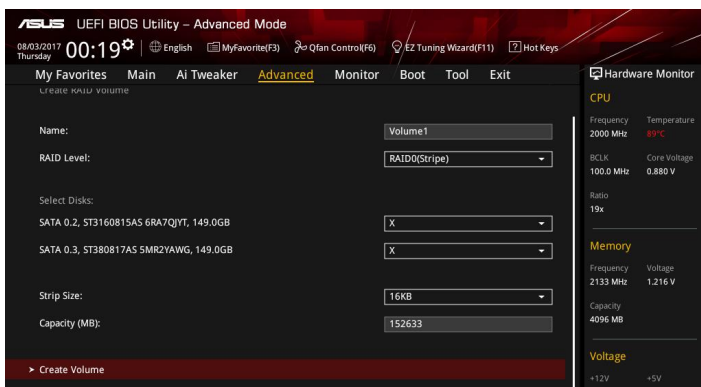 ASUS UEFI BIOS Utility – Advanced Mode
08/03/2017 Thursday 00:19 English MyFavorite(F3) Qfan Control(F6) EZ Tuning Wizard(F11) ? Hot Keys
My Favorites Main Ai Tweaker Advanced Monitor Boot Tool Exit
Create RAID Volume
Name: Volume1
RAID Level: RAID0(Stripe)
Select Disks:
SATA 0.2, ST3160815AS 6RA7QJYT, 149.0GB X
SATA 0.3, ST380817AS 5MR2YAWG, 149.0GB X
Strip Size: 16KB
Capacity (MB): 152633
> Create Volume
Hardware Monitor
CPU
Frequency Temperature
2000 MHz 89°C
BCLK Core Voltage
100.0 MHz 0.880 V
Ratio
19x
Memory
Frequency Voltage
2133 MHz 1.216 V
Capacity
4096 MB
Voltage
+12V +5V